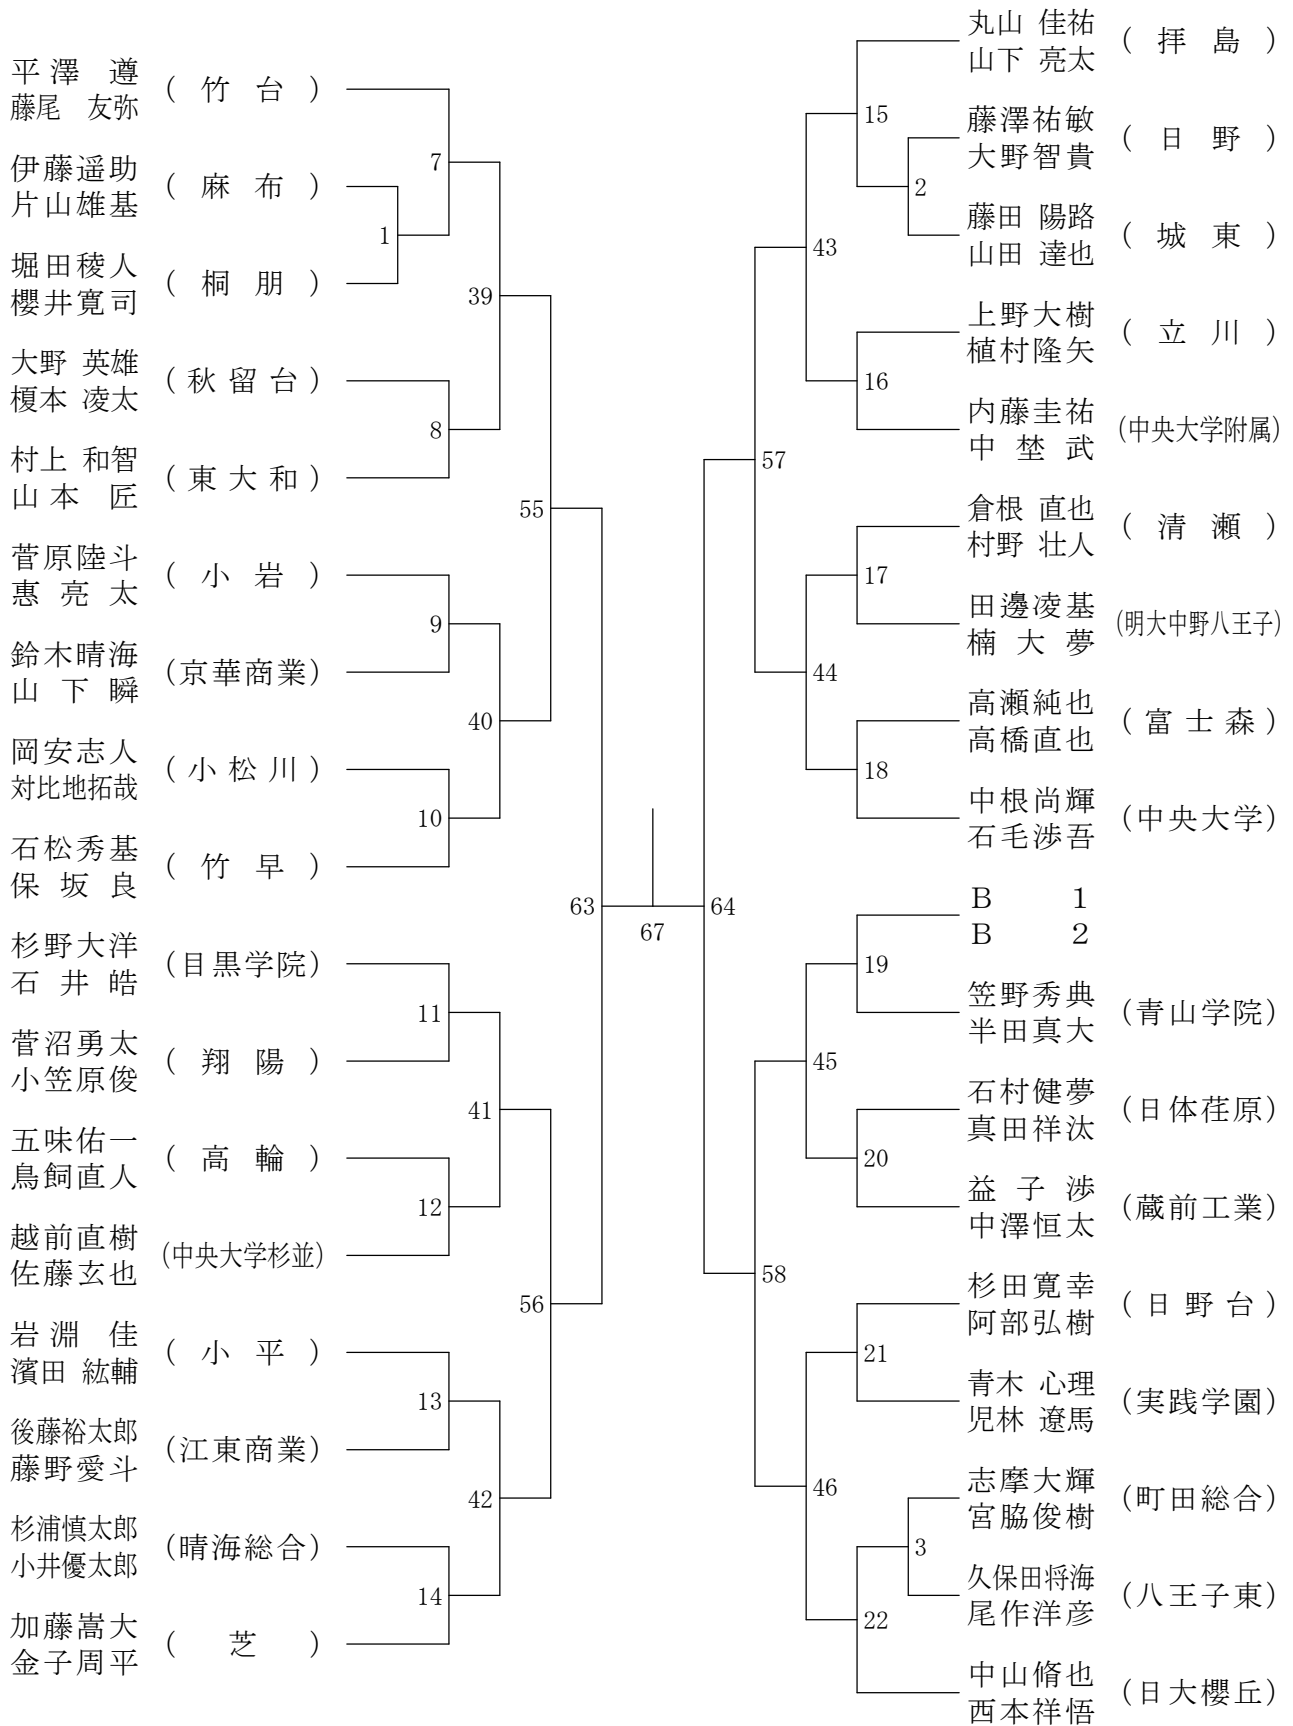 平澤 遵
藤尾 友弥
(竹台)
伊藤遥助
片山雄基
(麻布)
堀田稜人
櫻井寛司
(桐朋)
大野 英雄
榎本 凌太
(秋留台)
村上 和智
山本 匠
(東大和)
菅原陸斗
惠 亮太
(小岩)
鈴木晴海
山下瞬
(京華商業)
岡安志人
対比地拓哉
(小松川)
石松秀基
保坂良
(竹早)
杉野大洋
石井皓
(目黒学院)
菅沼勇太
小笠原俊
(翔陽)
五味佑一
鳥飼直人
(高輪)
越前直樹
佐藤玄也
(中央大学杉並)
岩淵 佳
濱田 紘輔
(小平)
後藤裕太郎
藤野愛斗
(江東商業)
杉浦慎太郎
小井優太郎
(晴海総合)
加藤嵩大
金子周平
(芝)
1
7
8
9
10
11
12
13
14
39
40
41
42
55
56
63
67
64
57
58
43
44
45
46
15
16
17
18
19
20
21
22
2
3
丸山 佳祐
山下 亮太
(拝島)
藤澤祐敏
大野智貴
(日野)
藤田 陽路
山田 達也
(城東)
上野大樹
植村隆矢
(立川)
内藤圭祐
中埜武
(中央大学附属)
倉根 直也
村野 壮人
(清瀬)
田邊凌基
楠大夢
(明大中野八王子)
高瀬純也
高橋直也
(富士森)
中根尚輝
石毛渉吾
(中央大学)
B 1
B 2
笠野秀典
半田真大
(青山学院)
石村健夢
真田祥汰
(日体荏原)
益子渉
中澤恒太
(蔵前工業)
杉田寛幸
阿部弘樹
(日野台)
青木 心理
児林 遼馬
(実践学園)
志摩大輝
宮脇俊樹
(町田総合)
久保田将海
尾作洋彦
(八王子東)
中山脩也
西本祥悟
(日大櫻丘)